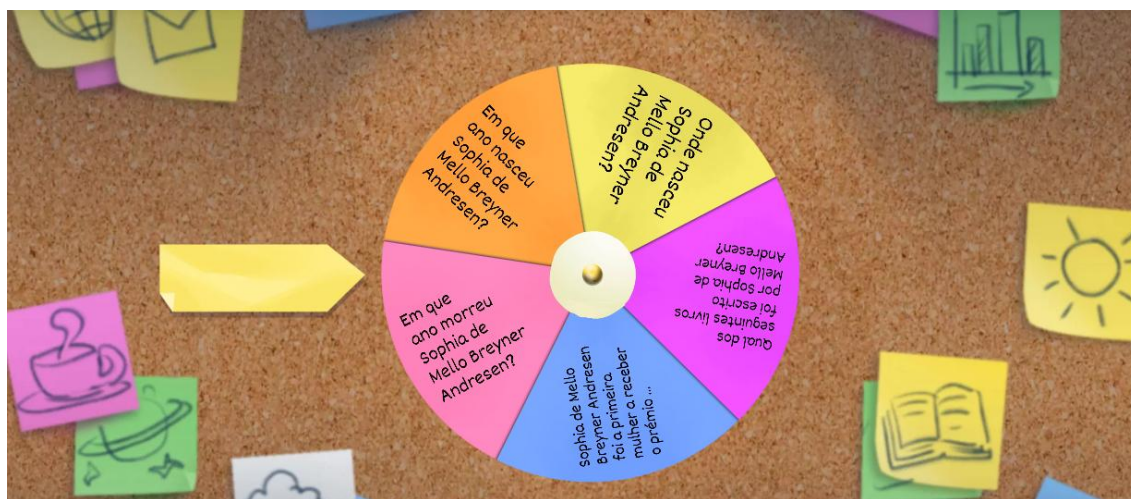 Em que
ano nasceu
Sophia de
Mello Breyner
Andresen?
Onde nasceu
Sophia de
Mello Breyner
Andresen?
Qual dos
seguintes livros
foi escrito
por Sophia de
Mello Breyner
Andresen?
Sophia de Mello
Breyner Andresen
foi a primeira
mulher a receber
o prémio ...
Em que
ano morreu
Sophia de
Mello Breyner
Andresen?